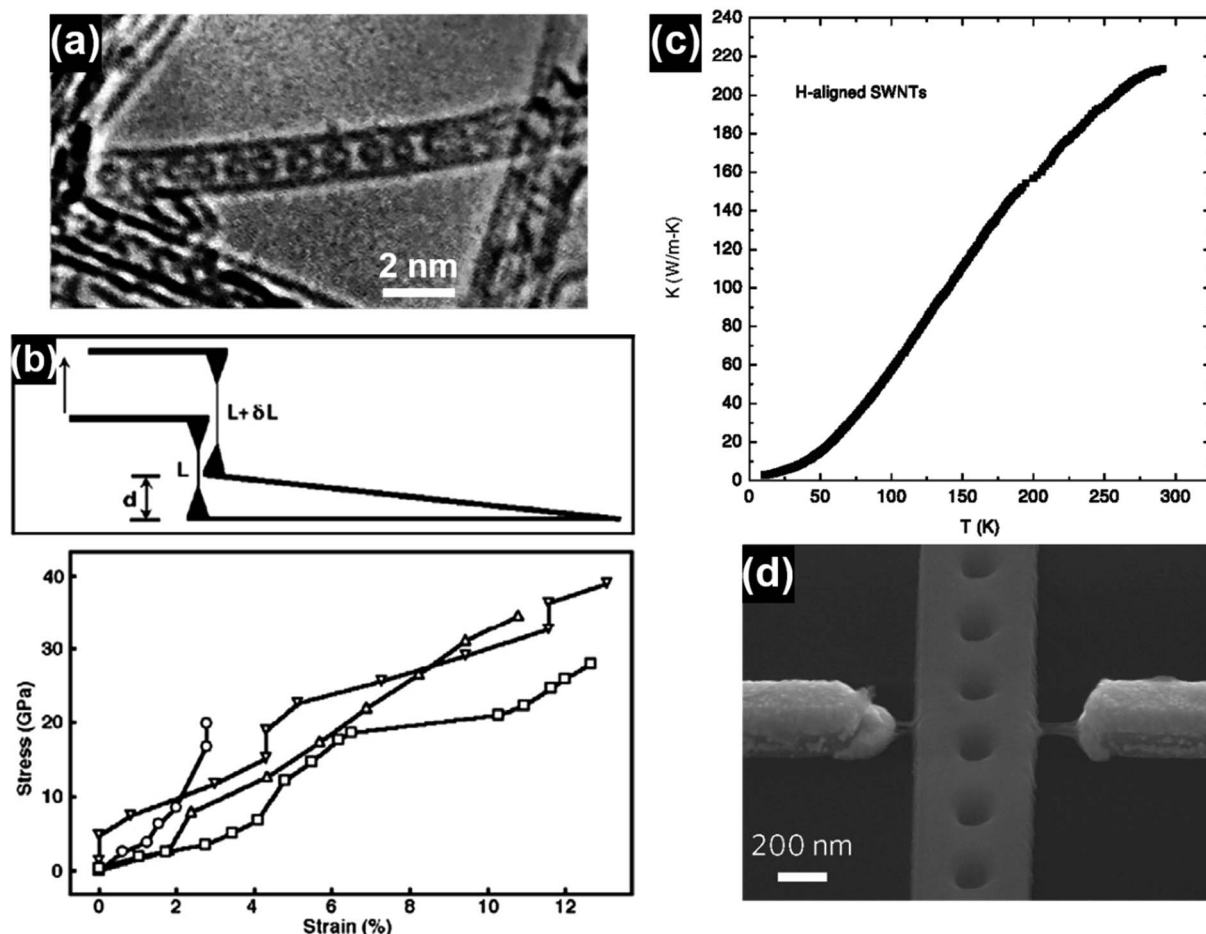 (a)
2 nm
(b)
L+ δL
L
d
40
30
20
10
0
Stress (GPa)
0 2 4 6 8 10 12
Strain (%)
(c)
220
200
180
160
140
120
100
80
60
40
20
0
K (W/m-K)
H-aligned SWNTs
0 50 100 150 200 250 300
T (K)
(d)
200 nm